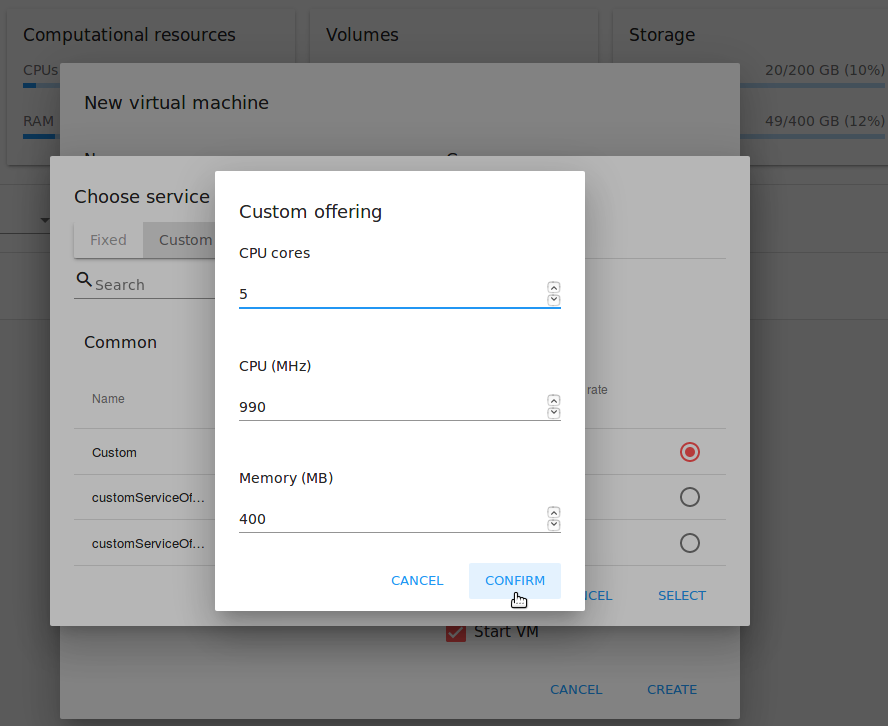 Computational resources
Volumes
Storage
CPUs
20/200 GB (10%)
RAM
49/400 GB (12%)
New virtual machine
Choose service
Fixed
Custom
Search
Common
Name
rate
Custom
customServiceOf...
customServiceOf...
Custom offering
CPU cores
5
CPU (MHz)
990
Memory (MB)
400
CANCEL
CONFIRM
NCEL
SELECT
Start VM
CANCEL
CREATE